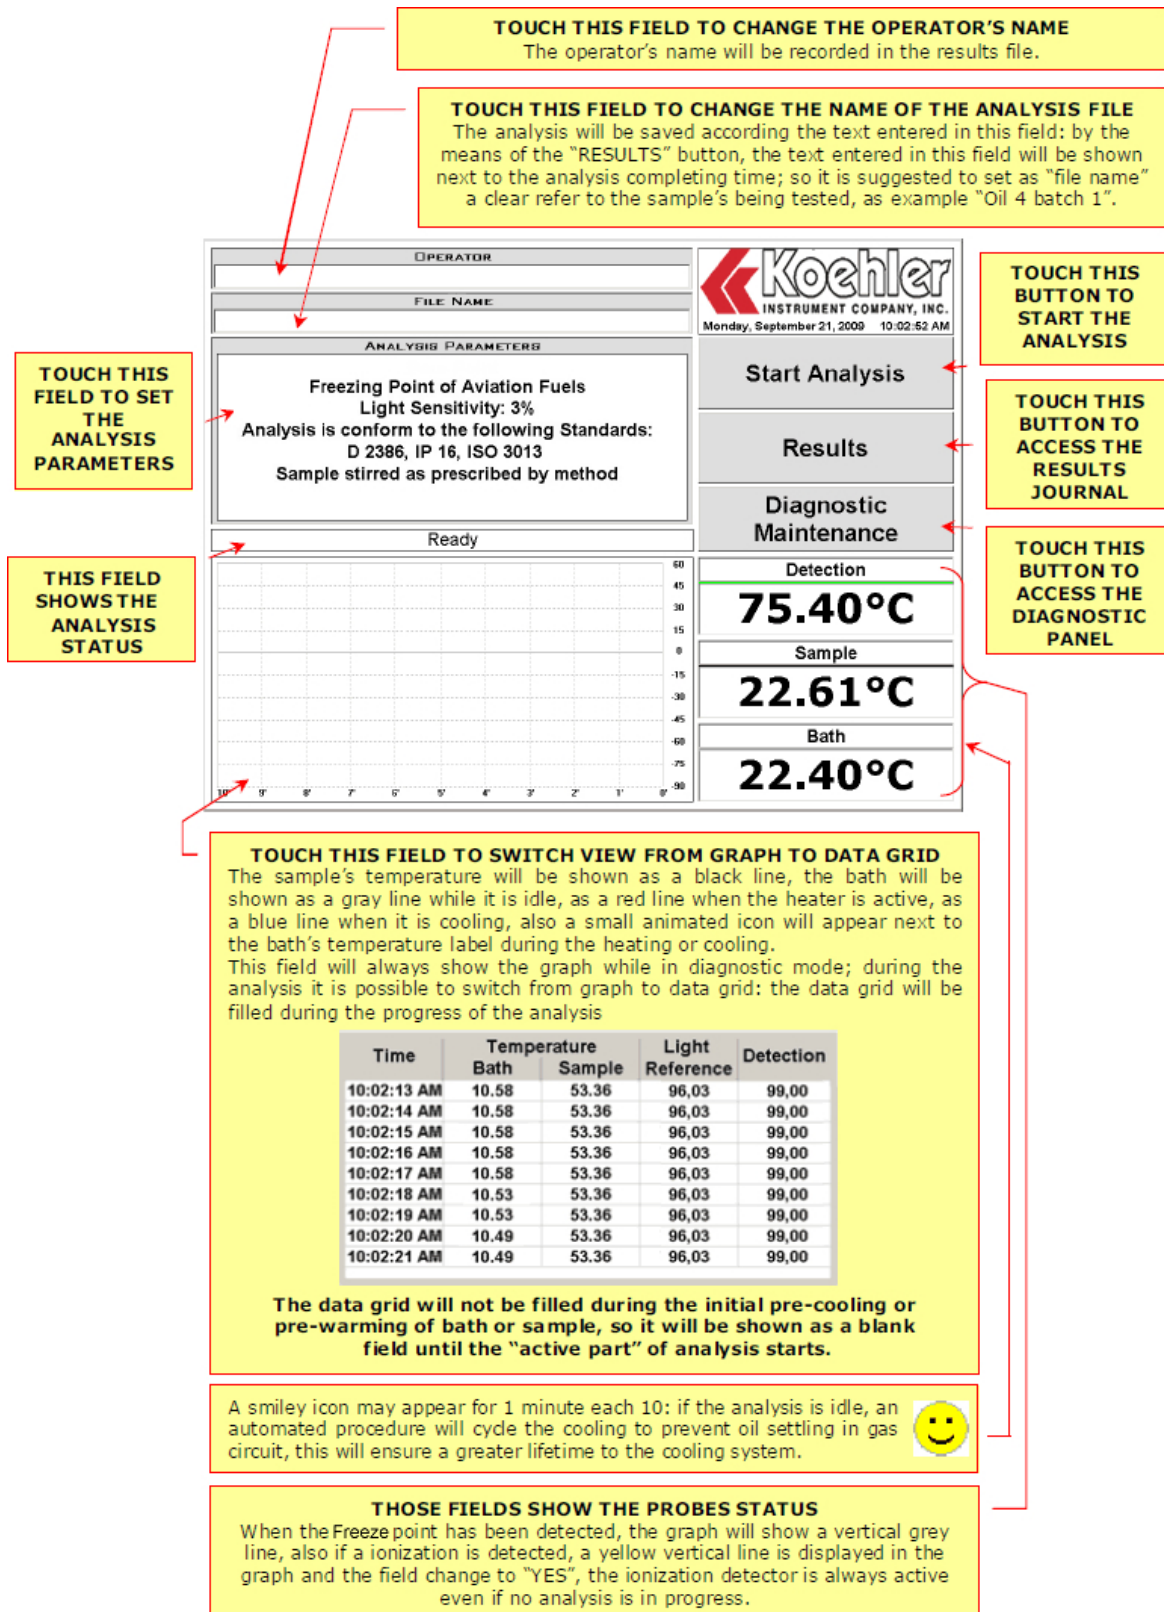 TOUCH THIS FIELD TO CHANGE THE OPERATOR'S NAME
The operator's name will be recorded in the results file.
TOUCH THIS FIELD TO CHANGE THE NAME OF THE ANALYSIS FILE
The analysis will be saved according the text entered in this field: by the
means of the “RESULTS” button, the text entered in this field will be shown
next to the analysis completing time; so it is suggested to set as “file name”
a clear refer to the sample's being tested, as example “Oil 4 batch 1”.
OPERATOR
FILE NAME
ANALYSIS PARAMETERS
Freezing Point of Aviation Fuels
Light Sensitivity: 3%
Analysis is conform to the following Standards:
D 2386, IP 16, ISO 3013
Sample stirred as prescribed by method
Ready
Koehler
INSTRUMENT COMPANY, INC.
Monday, September 21, 2009 10:02:52 AM
Start Analysis
Results
Diagnostic
Maintenance
Detection
75.40°C
Sample
22.61°C
Bath
22.40°C
60
45
30
15
0
-15
-30
-45
-60
-75
-90
10' 9' 8' 7' 6' 5' 4' 3' 2' 1' 0'
TOUCH THIS
FIELD TO SET
THE
ANALYSIS
PARAMETERS
THIS FIELD
SHOWS THE
ANALYSIS
STATUS
TOUCH THIS
BUTTON TO
START THE
ANALYSIS
TOUCH THIS
BUTTON TO
ACCESS THE
RESULTS
JOURNAL
TOUCH THIS
BUTTON TO
ACCESS THE
DIAGNOSTIC
PANEL
TOUCH THIS FIELD TO SWITCH VIEW FROM GRAPH TO DATA GRID
The sample's temperature will be shown as a black line, the bath will be
shown as a gray line while it is idle, as a red line when the heater is active, as
a blue line when it is cooling, also a small animated icon will appear next to
the bath's temperature label during the heating or cooling.
This field will always show the graph while in diagnostic mode; during the
analysis it is possible to switch from graph to data grid: the data grid will be
filled during the progress of the analysis
Time Temperature Light Detection
Bath Sample Reference
10:02:13 AM 10.58 53.36 96,03 99,00
10:02:14 AM 10.58 53.36 96,03 99,00
10:02:15 AM 10.58 53.36 96,03 99,00
10:02:16 AM 10.58 53.36 96,03 99,00
10:02:17 AM 10.58 53.36 96,03 99,00
10:02:18 AM 10.53 53.36 96,03 99,00
10:02:19 AM 10.53 53.36 96,03 99,00
10:02:20 AM 10.49 53.36 96,03 99,00
10:02:21 AM 10.49 53.36 96,03 99,00
The data grid will not be filled during the initial pre-cooling or
pre-warming of bath or sample, so it will be shown as a blank
field until the “active part” of analysis starts.
A smiley icon may appear for 1 minute each 10: if the analysis is idle, an
automated procedure will cycle the cooling to prevent oil settling in gas
circuit, this will ensure a greater lifetime to the cooling system.
THOSE FIELDS SHOW THE PROBES STATUS
When the Freeze point has been detected, the graph will show a vertical grey
line, also if a ionization is detected, a yellow vertical line is displayed in the
graph and the field change to “YES”, the ionization detector is always active
even if no analysis is in progress.